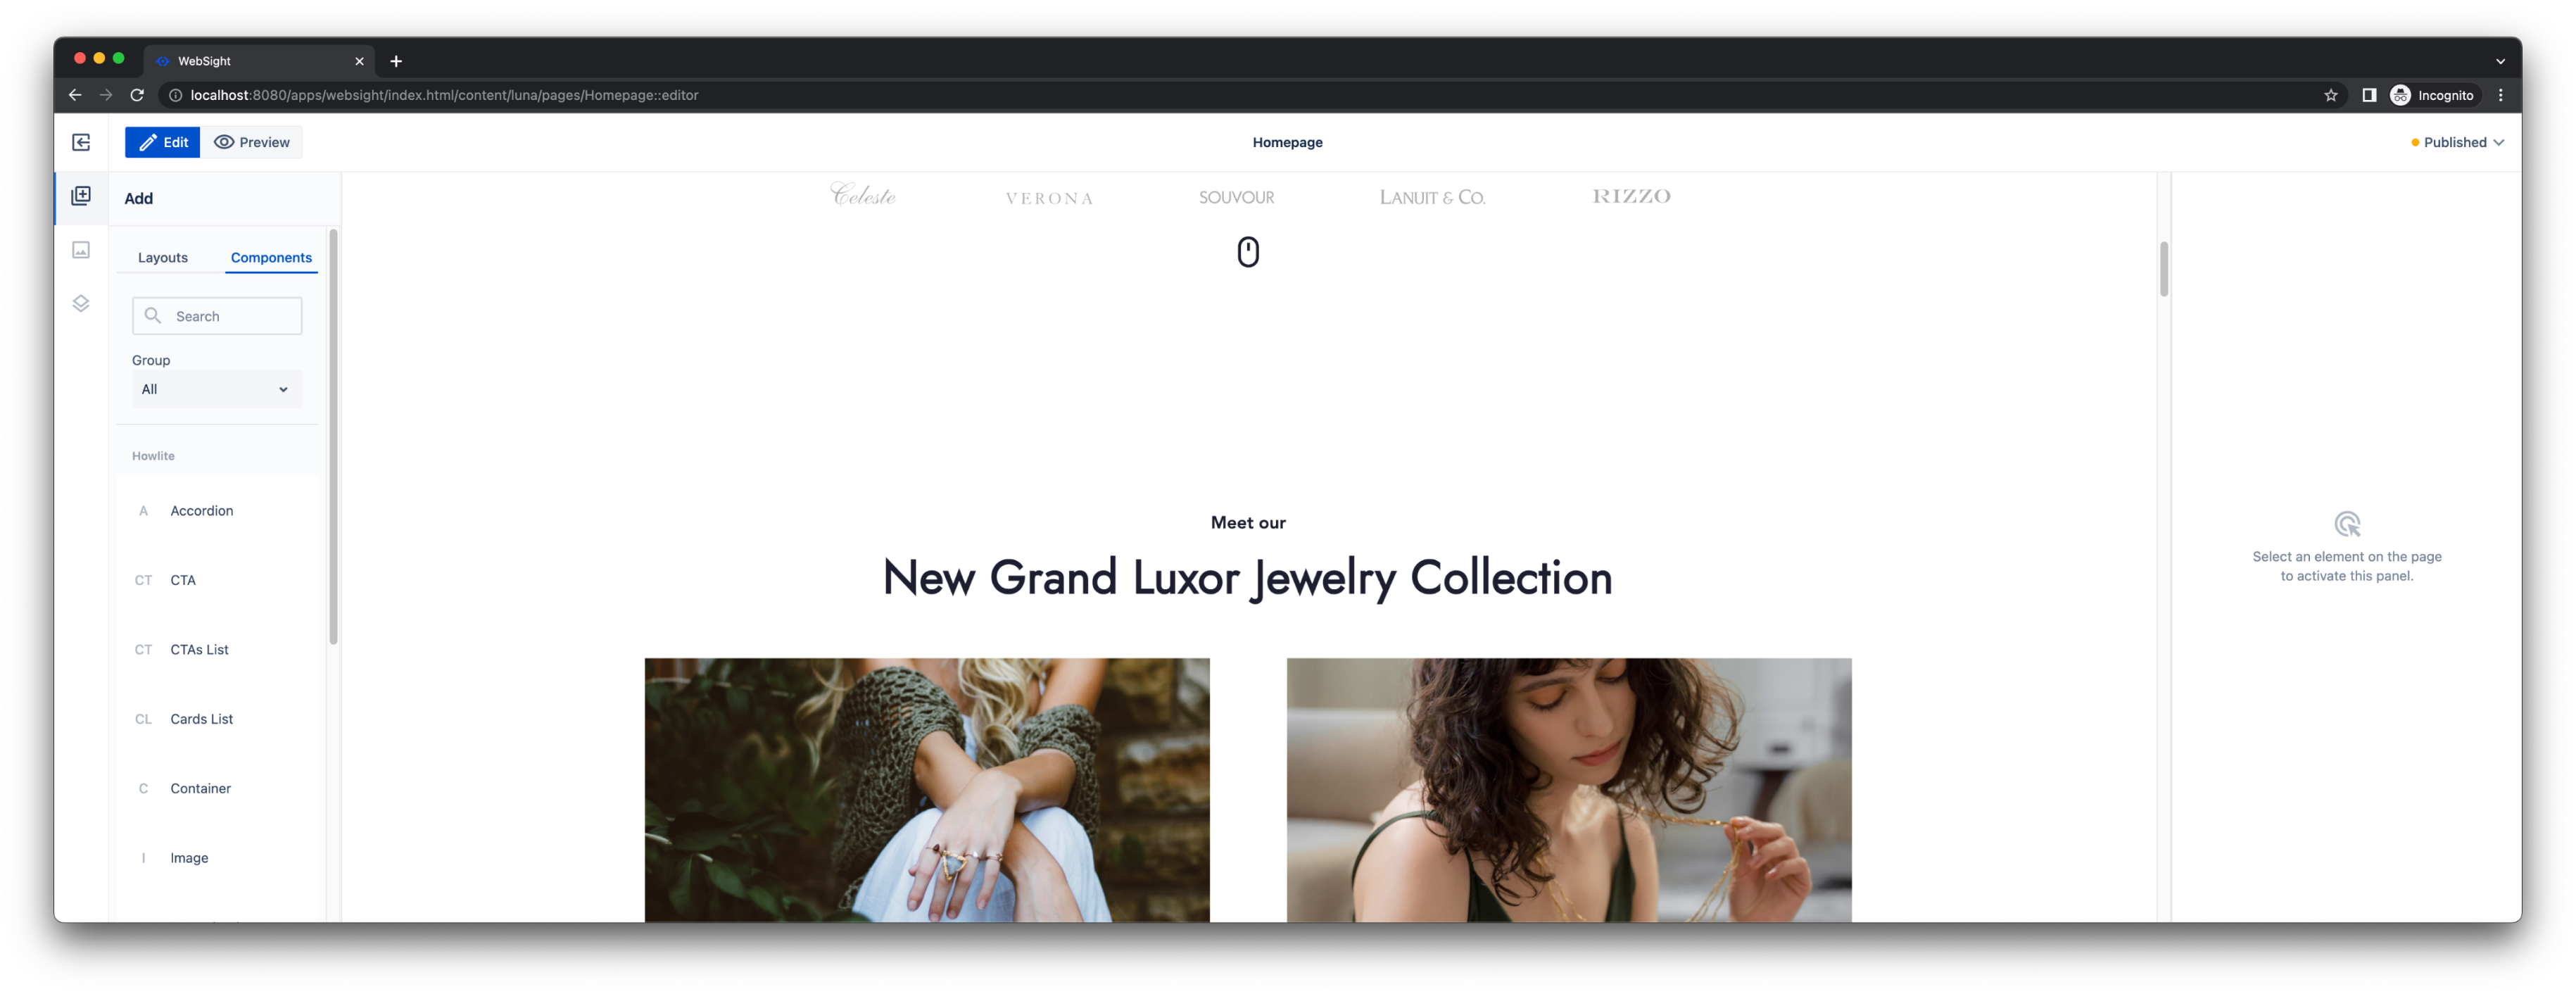 WebSight
localhost:8080/apps/websight/index.html/content/luna/pages/Homepage::editor
Incognito
Edit
Preview
Homepage
Published
Add
Layouts
Components
Search
Group
All
Howlite
A Accordion
CT CTA
CT CTAs List
CL Cards List
C Container
I Image
Celeste
VERONA
SOUVOUR
LANUIT & CO.
RIZZO
Meet our
New Grand Luxor Jewelry Collection
Select an element on the page
to activate this panel.